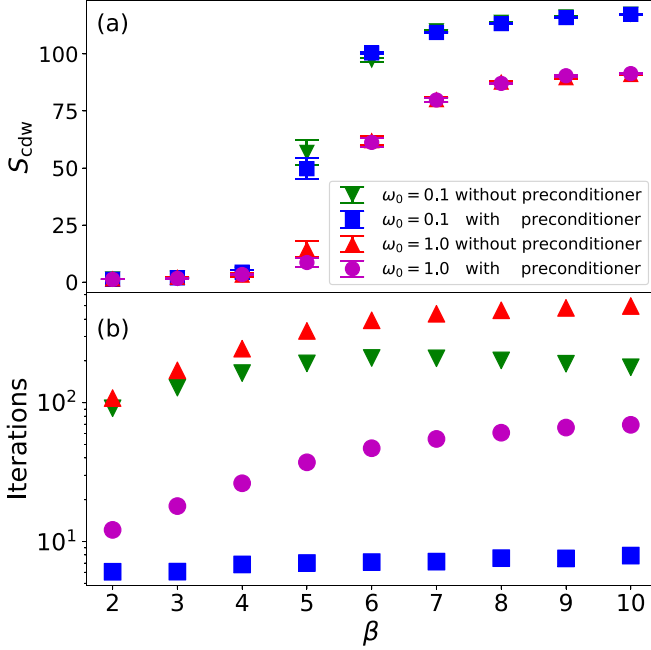 (a)
100
75
50
25
0
S_cdw
ω₀ = 0.1 without preconditioner
ω₀ = 0.1 with preconditioner
ω₀ = 1.0 without preconditioner
ω₀ = 1.0 with preconditioner
(b)
10²
10¹
Iterations
2 3 4 5 6 7 8 9 10
β